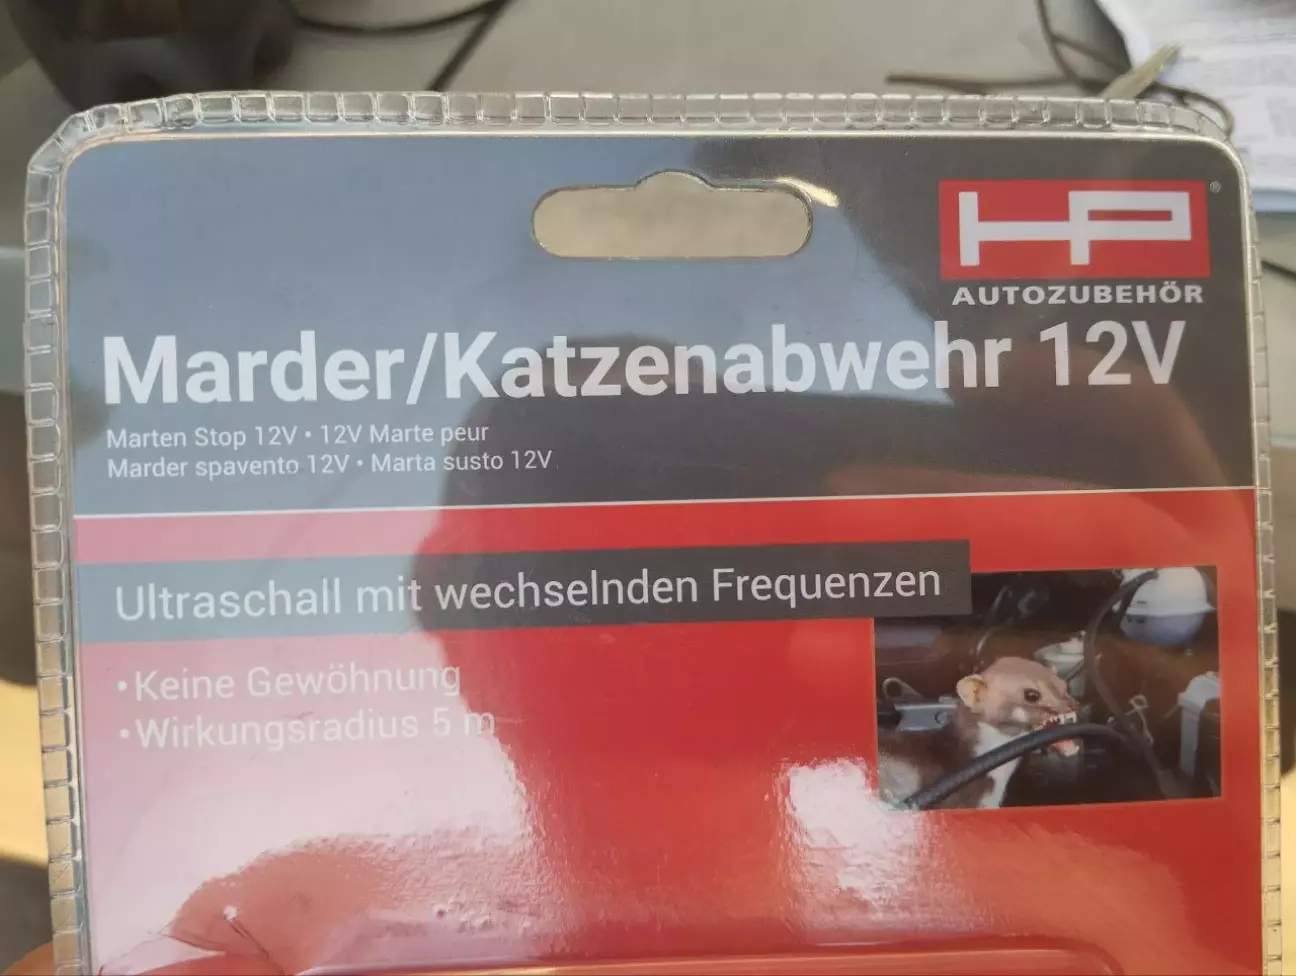 HP®
AUTOZUBEHÖR
Marder/Katzenabwehr 12V
Marten Stop 12V • 12V Marte peur
Marder spavento 12V • Marta susto 12V
Ultraschall mit wechselnden Frequenzen
• Keine Gewöhnung
• Wirkungsradius 5 m